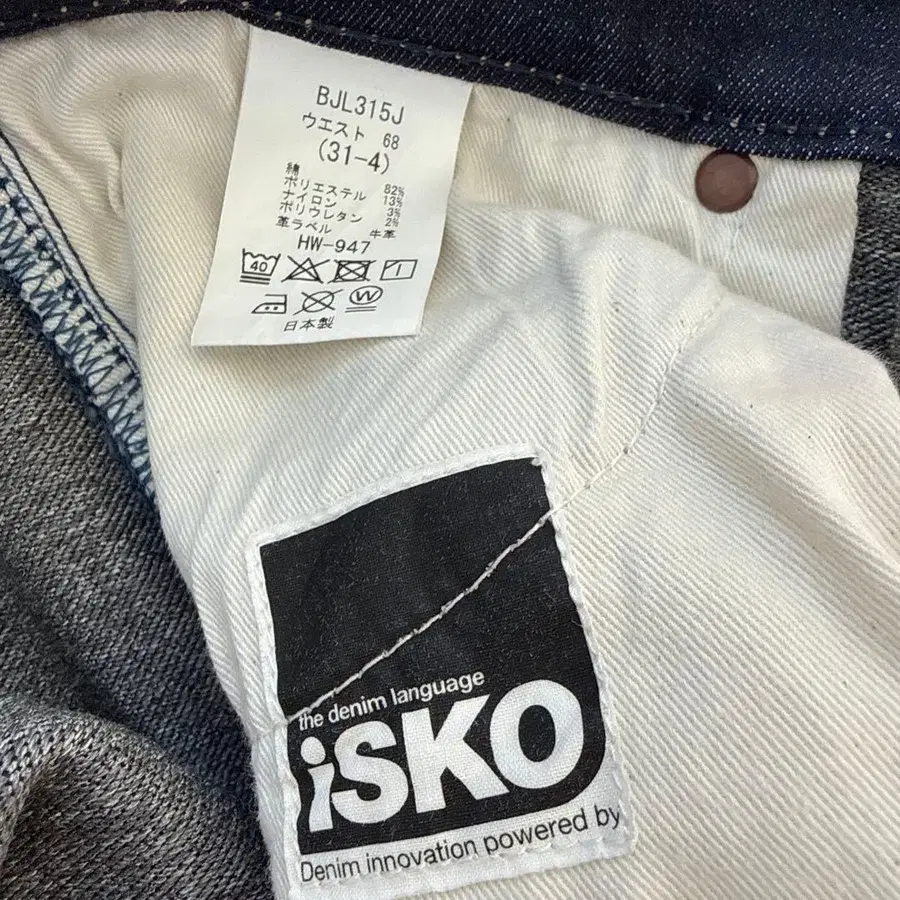 BJL315J
ウエスト 68
(31-4)
綿 82%
ポリエステル 13%
ナイロン 3%
ポリウレタン 2%
革ラベル 牛革
HW-947
40
W
日本製
the denim language
iSKO
Denim innovation powered by